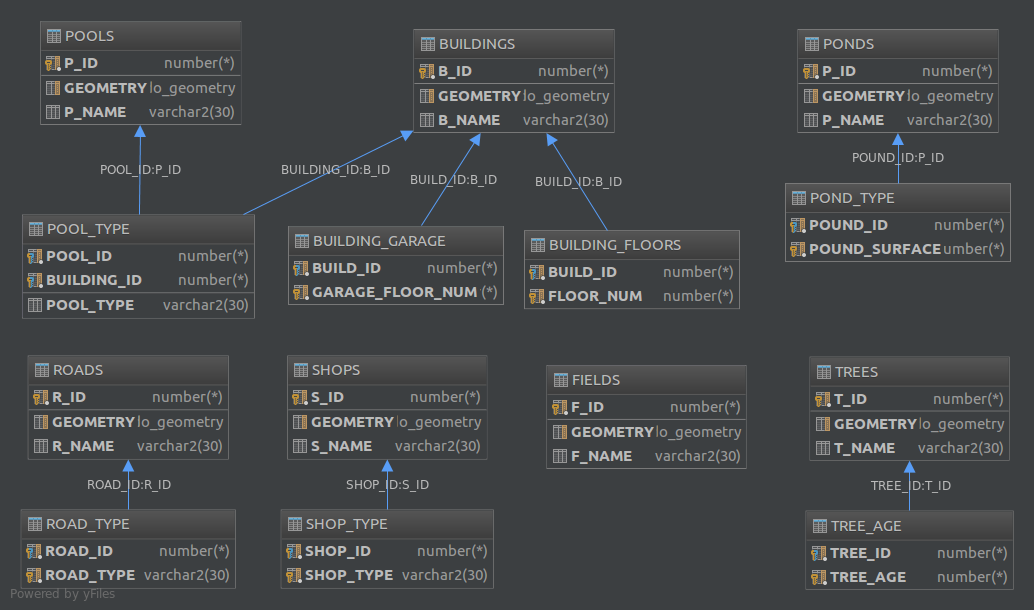 POOLS
P_ID number(*)
GEOMETRY lo_geometry
P_NAME varchar2(30)
BUILDINGS
B_ID number(*)
GEOMETRY lo_geometry
B_NAME varchar2(30)
PONDS
P_ID number(*)
GEOMETRY lo_geometry
P_NAME varchar2(30)
POOL_ID:P_ID
BUILDING_ID:B_ID
BUILD_ID:B_ID
BUILD_ID:B_ID
POUND_ID:P_ID
POOL_TYPE
POOL_ID number(*)
BUILDING_ID number(*)
POOL_TYPE varchar2(30)
BUILDING_GARAGE
BUILD_ID number(*)
GARAGE_FLOOR_NUM (*)
BUILDING_FLOORS
BUILD_ID number(*)
FLOOR_NUM number(*)
POND_TYPE
POUND_ID number(*)
POUND_SURFACE umber(*)
ROADS
R_ID number(*)
GEOMETRY lo_geometry
R_NAME varchar2(30)
SHOPS
S_ID number(*)
GEOMETRY lo_geometry
S_NAME varchar2(30)
FIELDS
F_ID number(*)
GEOMETRY lo_geometry
F_NAME varchar2(30)
TREES
T_ID number(*)
GEOMETRY lo_geometry
T_NAME varchar2(30)
ROAD_ID:R_ID
SHOP_ID:S_ID
TREE_ID:T_ID
ROAD_TYPE
ROAD_ID number(*)
ROAD_TYPE varchar2(30)
SHOP_TYPE
SHOP_ID number(*)
SHOP_TYPE varchar2(30)
TREE_AGE
TREE_ID number(*)
TREE_AGE number(*)
Powered by yFiles